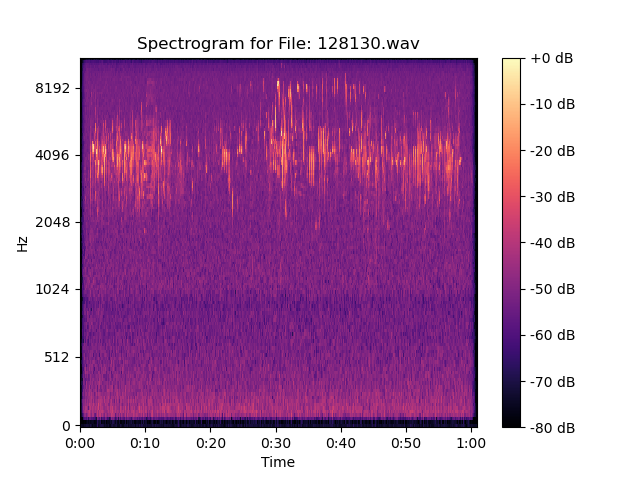 Spectrogram for File: 128130.wav
8192
4096
2048
1024
512
0
Hz
0:00 0:10 0:20 0:30 0:40 0:50 1:00
Time
+0 dB
-10 dB
-20 dB
-30 dB
-40 dB
-50 dB
-60 dB
-70 dB
-80 dB